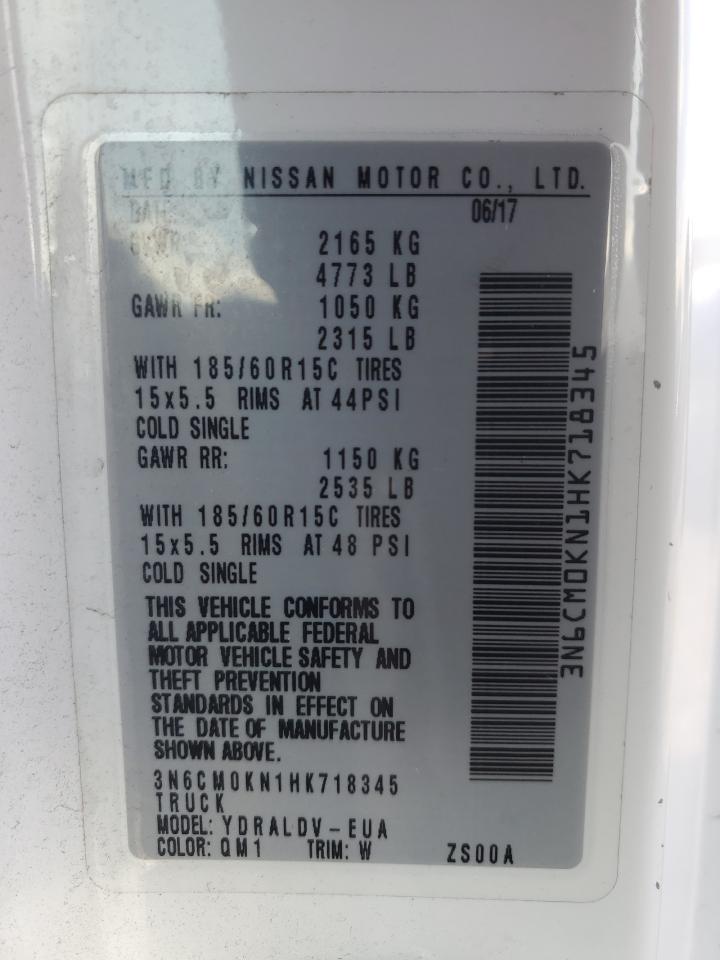 MFD BY NISSAN MOTOR CO., LTD.
DATE: 06/17
GVWR: 2165 KG
4773 LB
GAWR FR: 1050 KG
2315 LB
WITH 185/60R15C TIRES
15x5.5 RIMS AT 44PSI
COLD SINGLE
GAWR RR: 1150 KG
2535 LB
WITH 185/60R15C TIRES
15x5.5 RIMS AT 48 PSI
COLD SINGLE
THIS VEHICLE CONFORMS TO
ALL APPLICABLE FEDERAL
MOTOR VEHICLE SAFETY AND
THEFT PREVENTION
STANDARDS IN EFFECT ON
THE DATE OF MANUFACTURE
SHOWN ABOVE.
3N6CM0KN1HK718345
TRUCK
MODEL: YDRALDV-EUA
COLOR: QM1 TRIM: W ZS00A
3N6CM0KN1HK718345